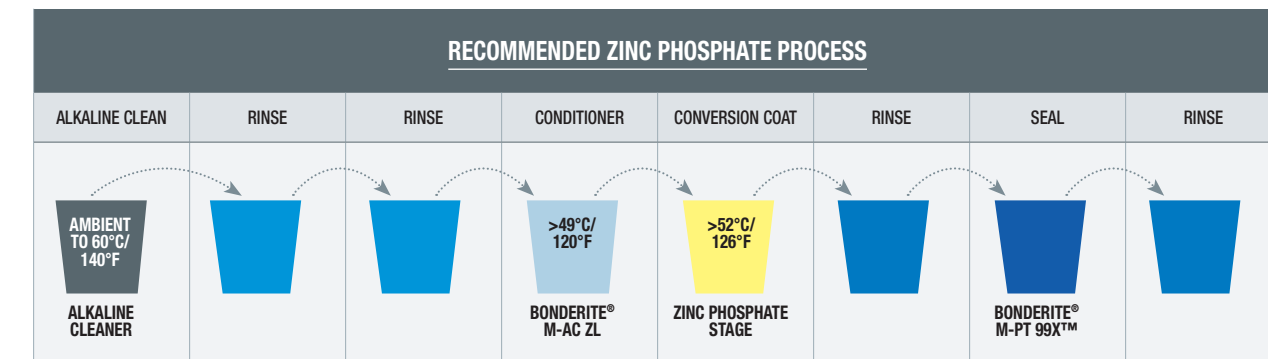 RECOMMENDED ZINC PHOSPHATE PROCESS
ALKALINE CLEAN
RINSE
RINSE
CONDITIONER
CONVERSION COAT
RINSE
SEAL
RINSE
AMBIENT
TO 60°C/
140°F
>49°C/
120°F
>52°C/
126°F
ALKALINE
CLEANER
BONDERITE®
M-AC ZL
ZINC PHOSPHATE
STAGE
BONDERITE®
M-PT 99X™